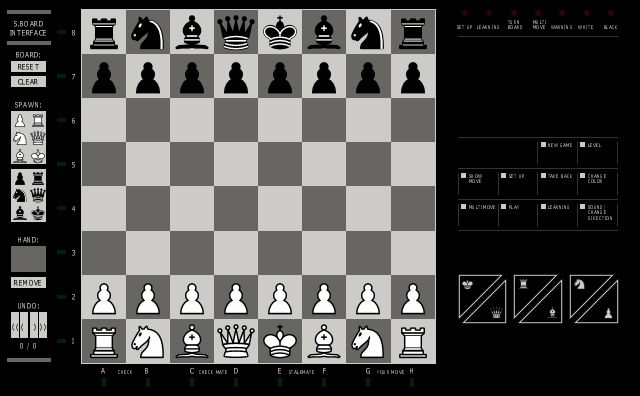 S.BOARD
INTERFACE
BOARD:
RESET
CLEAR
SPAWN:
HAND:
REMOVE
UNDO:
0 / 0
8
7
6
5
4
3
2
1
A CHECK B C CHECK MATE D E STALEMATE F G YOUR MOVE H
SET UP LEARNING TURN BOARD MULTI MOVE WARNING WHITE BLACK
NEW GAME LEVEL
SHOW MOVE SET UP TAKE BACK CHANGE COLOR
MULTIMOVE PLAY LEARNING SOUND/ CHANGE DIRECTION